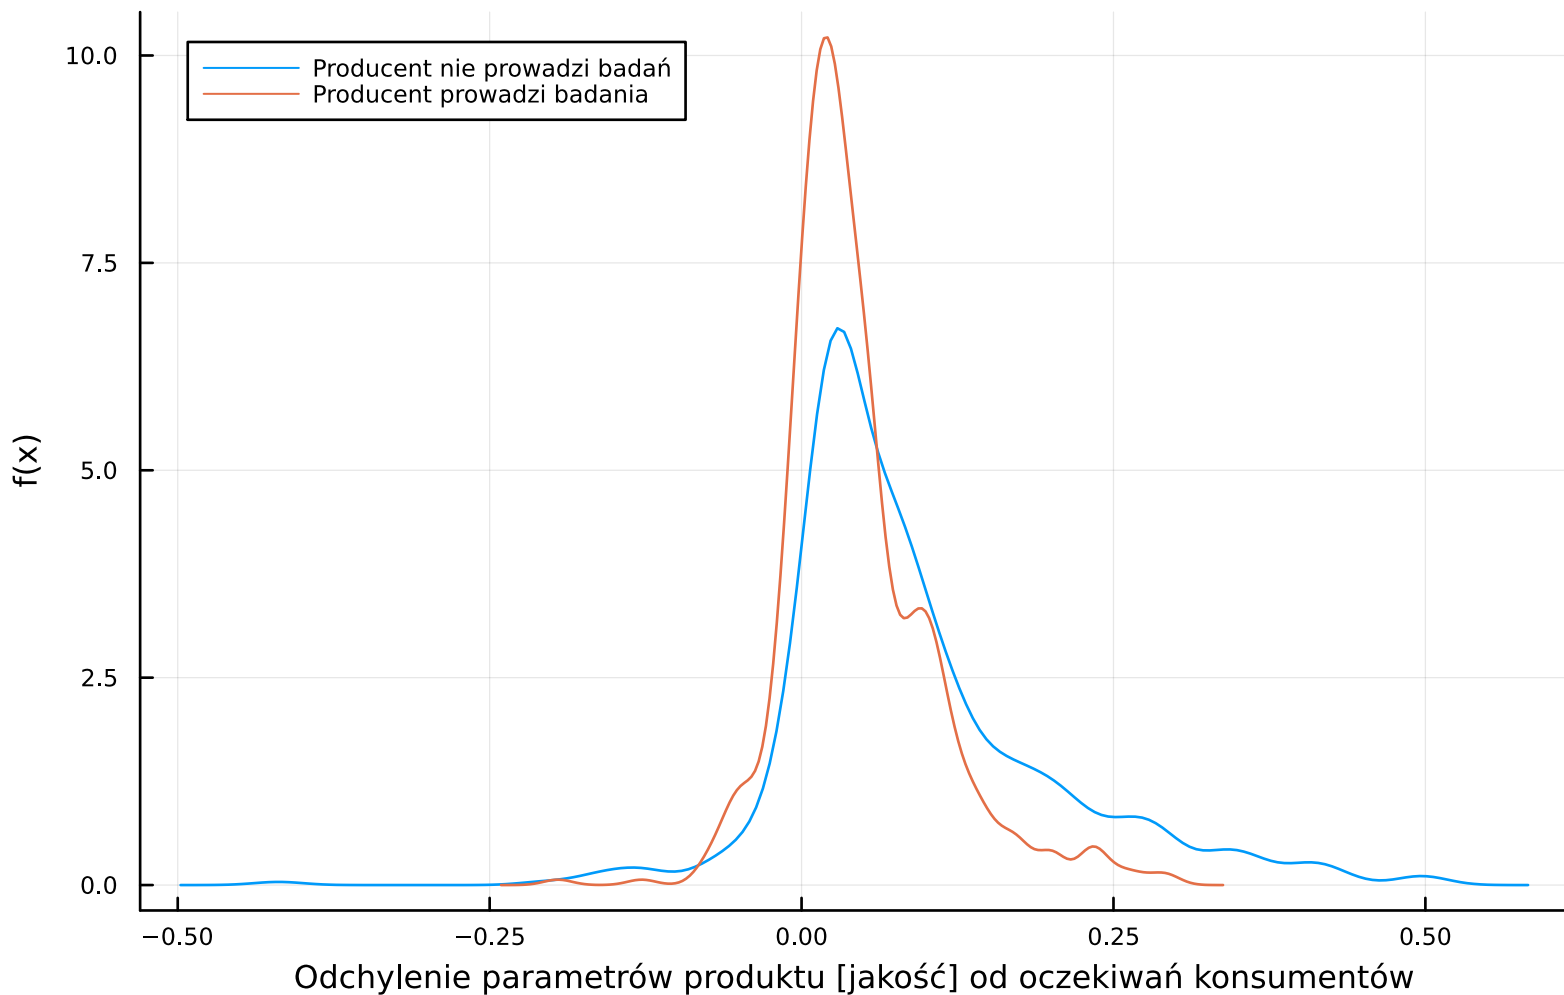 Producent nie prowadzi badań
Producent prowadzi badania
10.0
7.5
5.0
2.5
0.0
f(x)
−0.50
−0.25
0.00
0.25
0.50
Odchylenie parametrów produktu [jakość] od oczekiwań konsumentów